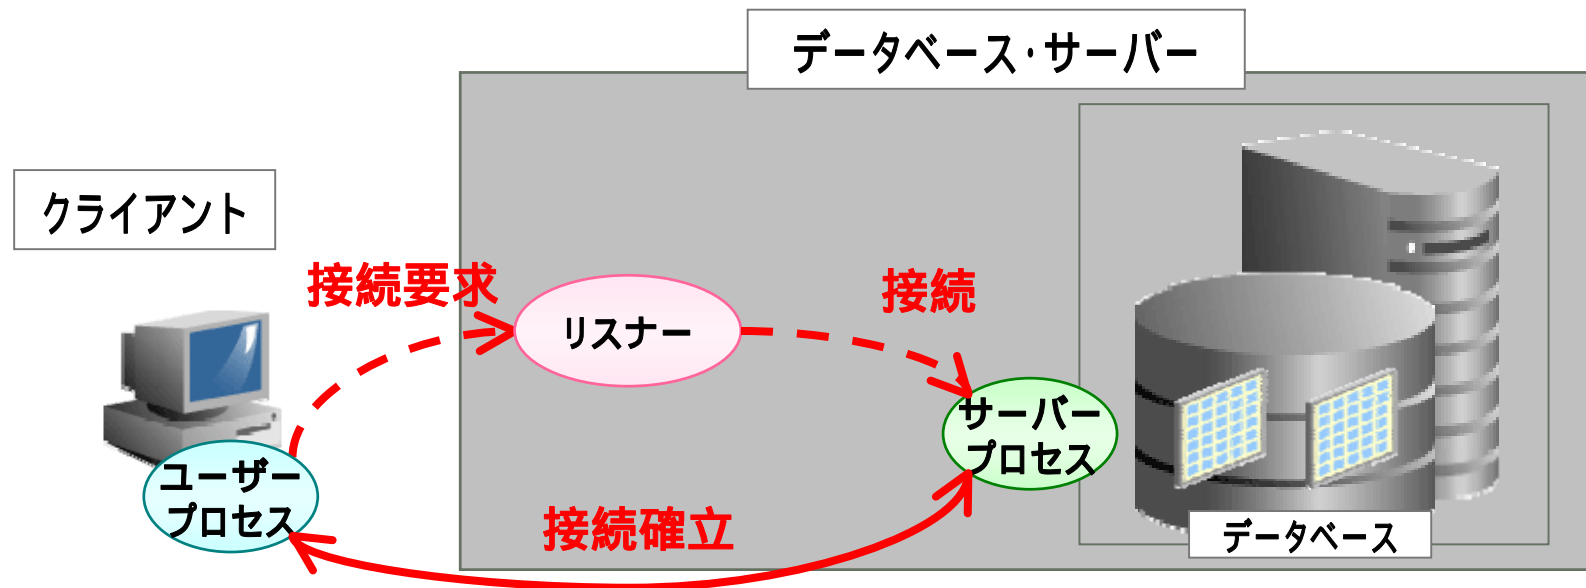 データベース・サーバー
クライアント
接続要求
接続
リスナー
サーバー
プロセス
ユーザー
プロセス
接続確立
データベース